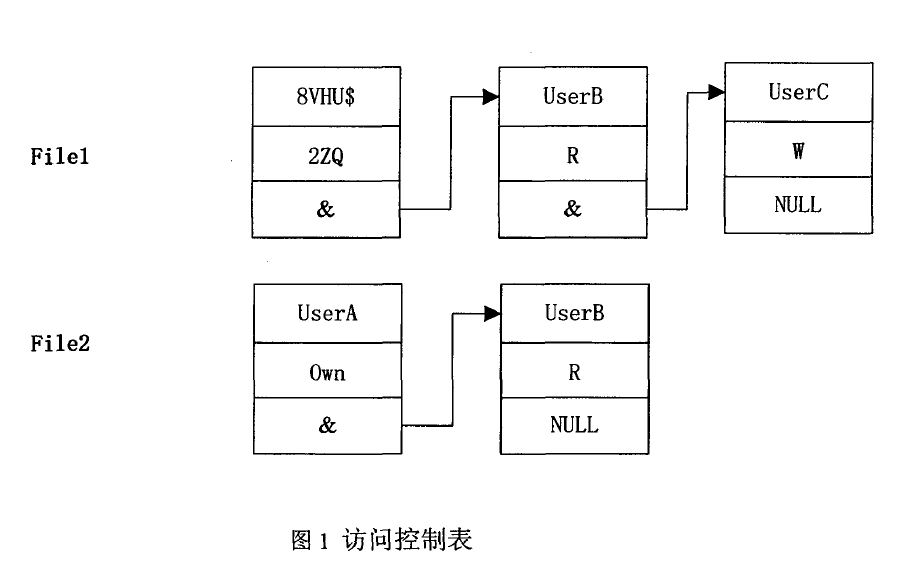 8VHU$ UserB UserC
File1 2ZQ R W
& & NULL
UserA UserB
File2 Own R
& NULL
图1 访问控制表